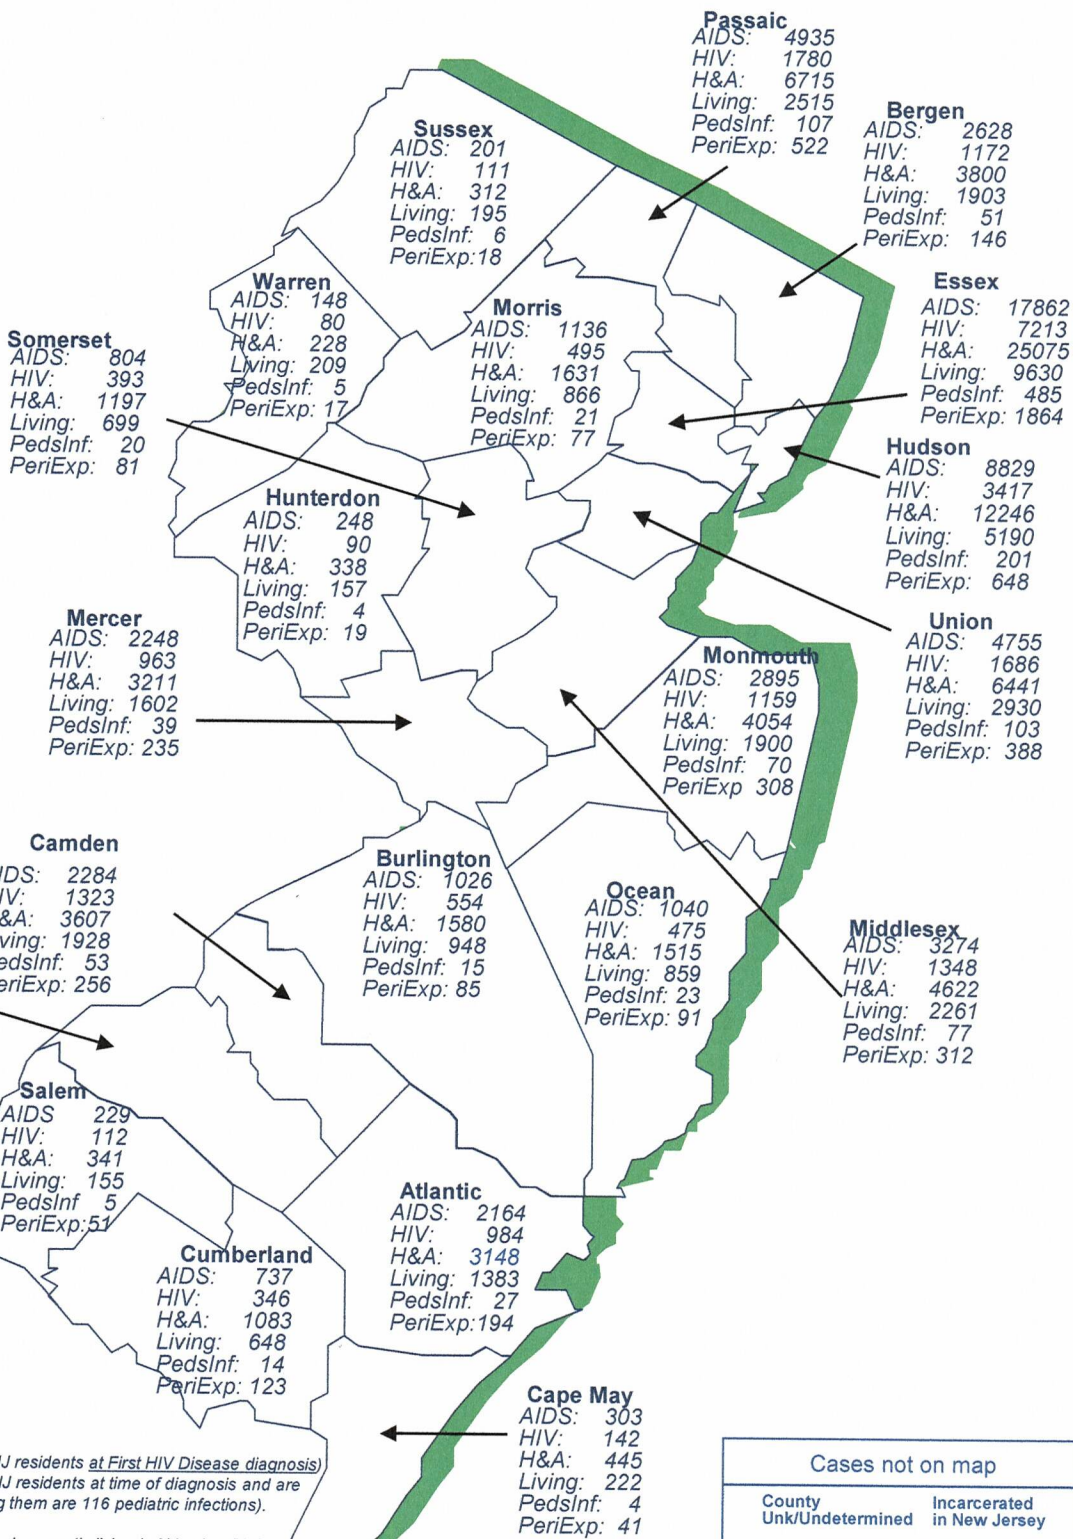 Passaic
AIDS: 4935
HIV: 1780
H&A: 6715
Living: 2515
PedsInf: 107
PeriExp: 522
Bergen
AIDS: 2628
HIV: 1172
H&A: 3800
Living: 1903
PedsInf: 51
PeriExp: 146
Sussex
AIDS: 201
HIV: 111
H&A: 312
Living: 195
PedsInf: 6
PeriExp:18
Warren
AIDS: 148
HIV: 80
H&A: 228
Living: 209
PedsInf: 5
PeriExp: 17
Morris
AIDS: 1136
HIV: 495
H&A: 1631
Living: 866
PedsInf: 21
PeriExp: 77
Essex
AIDS: 17862
HIV: 7213
H&A: 25075
Living: 9630
PedsInf: 485
PeriExp: 1864
Somerset
AIDS: 804
HIV: 393
H&A: 1197
Living: 699
PedsInf: 20
PeriExp: 81
Hudson
AIDS: 8829
HIV: 3417
H&A: 12246
Living: 5190
PedsInf: 201
PeriExp: 648
Hunterdon
AIDS: 248
HIV: 90
H&A: 338
Living: 157
PedsInf: 4
PeriExp: 19
Mercer
AIDS: 2248
HIV: 963
H&A: 3211
Living: 1602
PedsInf: 39
PeriExp: 235
Union
AIDS: 4755
HIV: 1686
H&A: 6441
Living: 2930
PedsInf: 103
PeriExp: 388
Monmouth
AIDS: 2895
HIV: 1159
H&A: 4054
Living: 1900
PedsInf: 70
PeriExp 308
Camden
IDS: 2284
IV: 1323
&A: 3607
ving: 1928
edsInf: 53
eriExp: 256
Burlington
AIDS: 1026
HIV: 554
H&A: 1580
Living: 948
PedsInf: 15
PeriExp: 85
Ocean
AIDS: 1040
HIV: 475
H&A: 1515
Living: 859
PedsInf: 23
PeriExp: 91
Middlesex
AIDS: 3274
HIV: 1348
H&A: 4622
Living: 2261
PedsInf: 77
PeriExp: 312
Salem
AIDS 229
HIV: 112
H&A: 341
Living: 155
PedsInf 5
PeriExp:51
Atlantic
AIDS: 2164
HIV: 984
H&A: 3148
Living: 1383
PedsInf: 27
PeriExp:194
Cumberland
AIDS: 737
HIV: 346
H&A: 1083
Living: 648
PedsInf: 14
PeriExp: 123
Cape May
AIDS: 303
HIV: 142
H&A: 445
Living: 222
PedsInf: 4
PeriExp: 41
IJ residents at First HIV Disease diagnosis)
IJ residents at time of diagnosis and are
g them are 116 pediatric infections).
Cases not on map
County Unk/Undetermined
Incarcerated in New Jersey